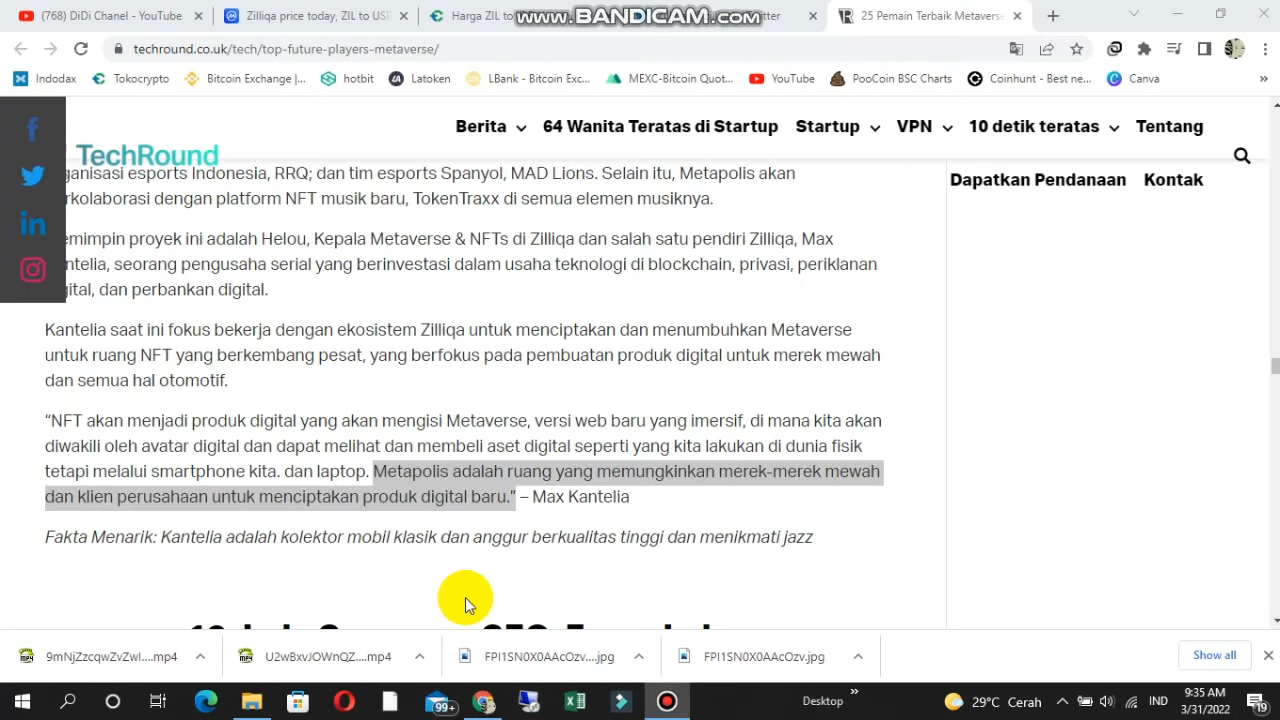 (768) DiDi Chanel - YouTube
Zilliqa price today, ZIL to USD
Harga ZIL to
www.BANDICAM.com
tter
25 Pemain Terbaik Metaverse
techround.co.uk/tech/top-future-players-metaverse/
Indodax
Tokocrypto
Bitcoin Exchange |...
hotbit
Latoken
LBank - Bitcoin Exc...
MEXC-Bitcoin Quot...
YouTube
PooCoin BSC Charts
Coinhunt - Best ne...
Canva
»
TechRound
Berita
64 Wanita Teratas di Startup
Startup
VPN
10 detik teratas
Tentang
Dapatkan Pendanaan
Kontak
ganisasi esports Indonesia, RRQ; dan tim esports Spanyol, MAD Lions. Selain itu, Metapolis akan
rkolaborasi dengan platform NFT musik baru, TokenTraxx di semua elemen musiknya.
emimpin proyek ini adalah Helou, Kepala Metaverse & NFTs di Zilliqa dan salah satu pendiri Zilliqa, Max
ntelia, seorang pengusaha serial yang berinvestasi dalam usaha teknologi di blockchain, privasi, periklanan
gital, dan perbankan digital.
Kantelia saat ini fokus bekerja dengan ekosistem Zilliqa untuk menciptakan dan menumbuhkan Metaverse
untuk ruang NFT yang berkembang pesat, yang berfokus pada pembuatan produk digital untuk merek mewah
dan semua hal otomotif.
“NFT akan menjadi produk digital yang akan mengisi Metaverse, versi web baru yang imersif, di mana kita akan
diwakili oleh avatar digital dan dapat melihat dan membeli aset digital seperti yang kita lakukan di dunia fisik
tetapi melalui smartphone kita. dan laptop. Metapolis adalah ruang yang memungkinkan merek-merek mewah
dan klien perusahaan untuk menciptakan produk digital baru.” – Max Kantelia
Fakta Menarik: Kantelia adalah kolektor mobil klasik dan anggur berkualitas tinggi dan menikmati jazz
9mNjZzcqwZvZwI....mp4
U2wBxvJOWnQZ....mp4
FPI1SN0X0AAcOzv....jpg
FPI1SN0X0AAcOzv.jpg
Show all
99+
Desktop
»
29°C Cerah
IND
9:35 AM
3/31/2022
19